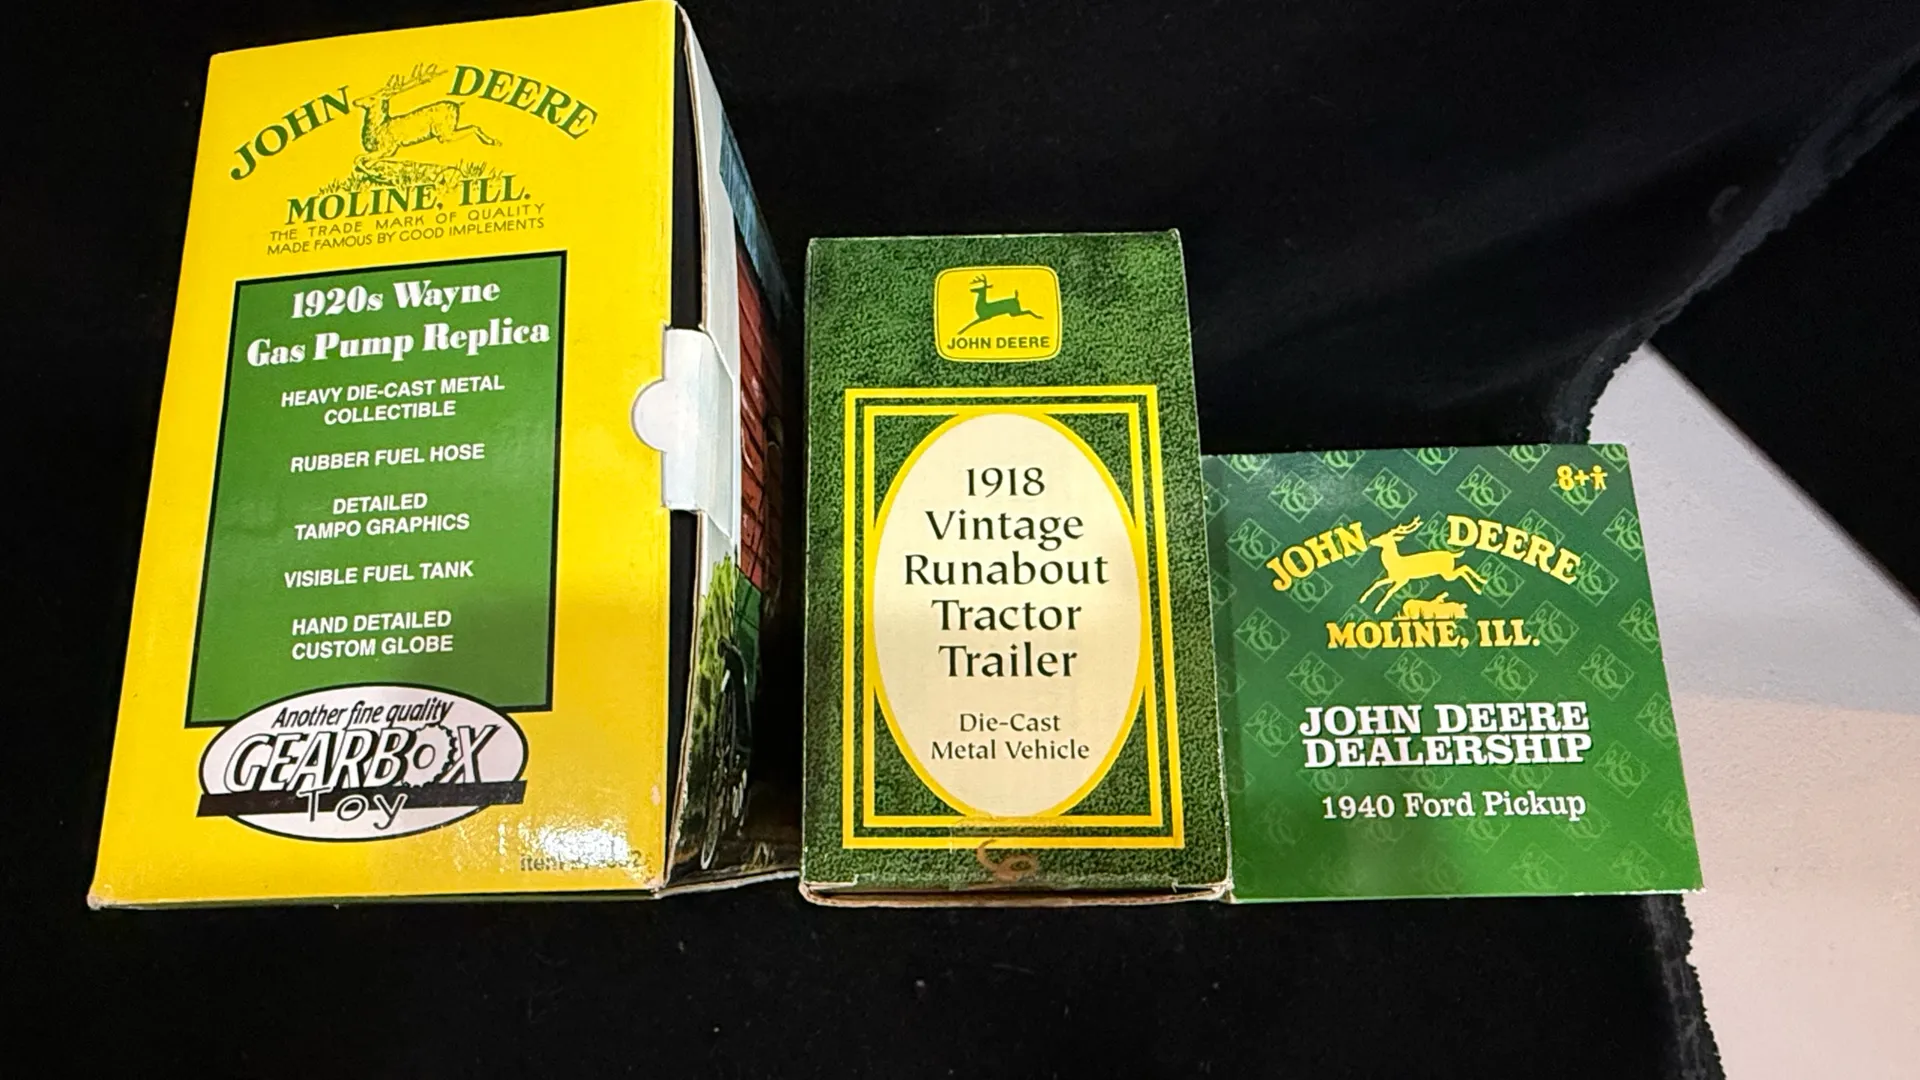 JOHN DEERE
MOLINE, ILL.
THE TRADE MARK OF QUALITY
MADE FAMOUS BY GOOD IMPLEMENTS
1920s Wayne
Gas Pump Replica
HEAVY DIE-CAST METAL
COLLECTIBLE
RUBBER FUEL HOSE
DETAILED
TAMPO GRAPHICS
VISIBLE FUEL TANK
HAND DETAILED
CUSTOM GLOBE
Another fine quality
GEARBOX
Toy
JOHN DEERE
1918
Vintage
Runabout
Tractor
Trailer
Die-Cast
Metal Vehicle
8+
JOHN DEERE
MOLINE, ILL.
JOHN DEERE
DEALERSHIP
1940 Ford Pickup